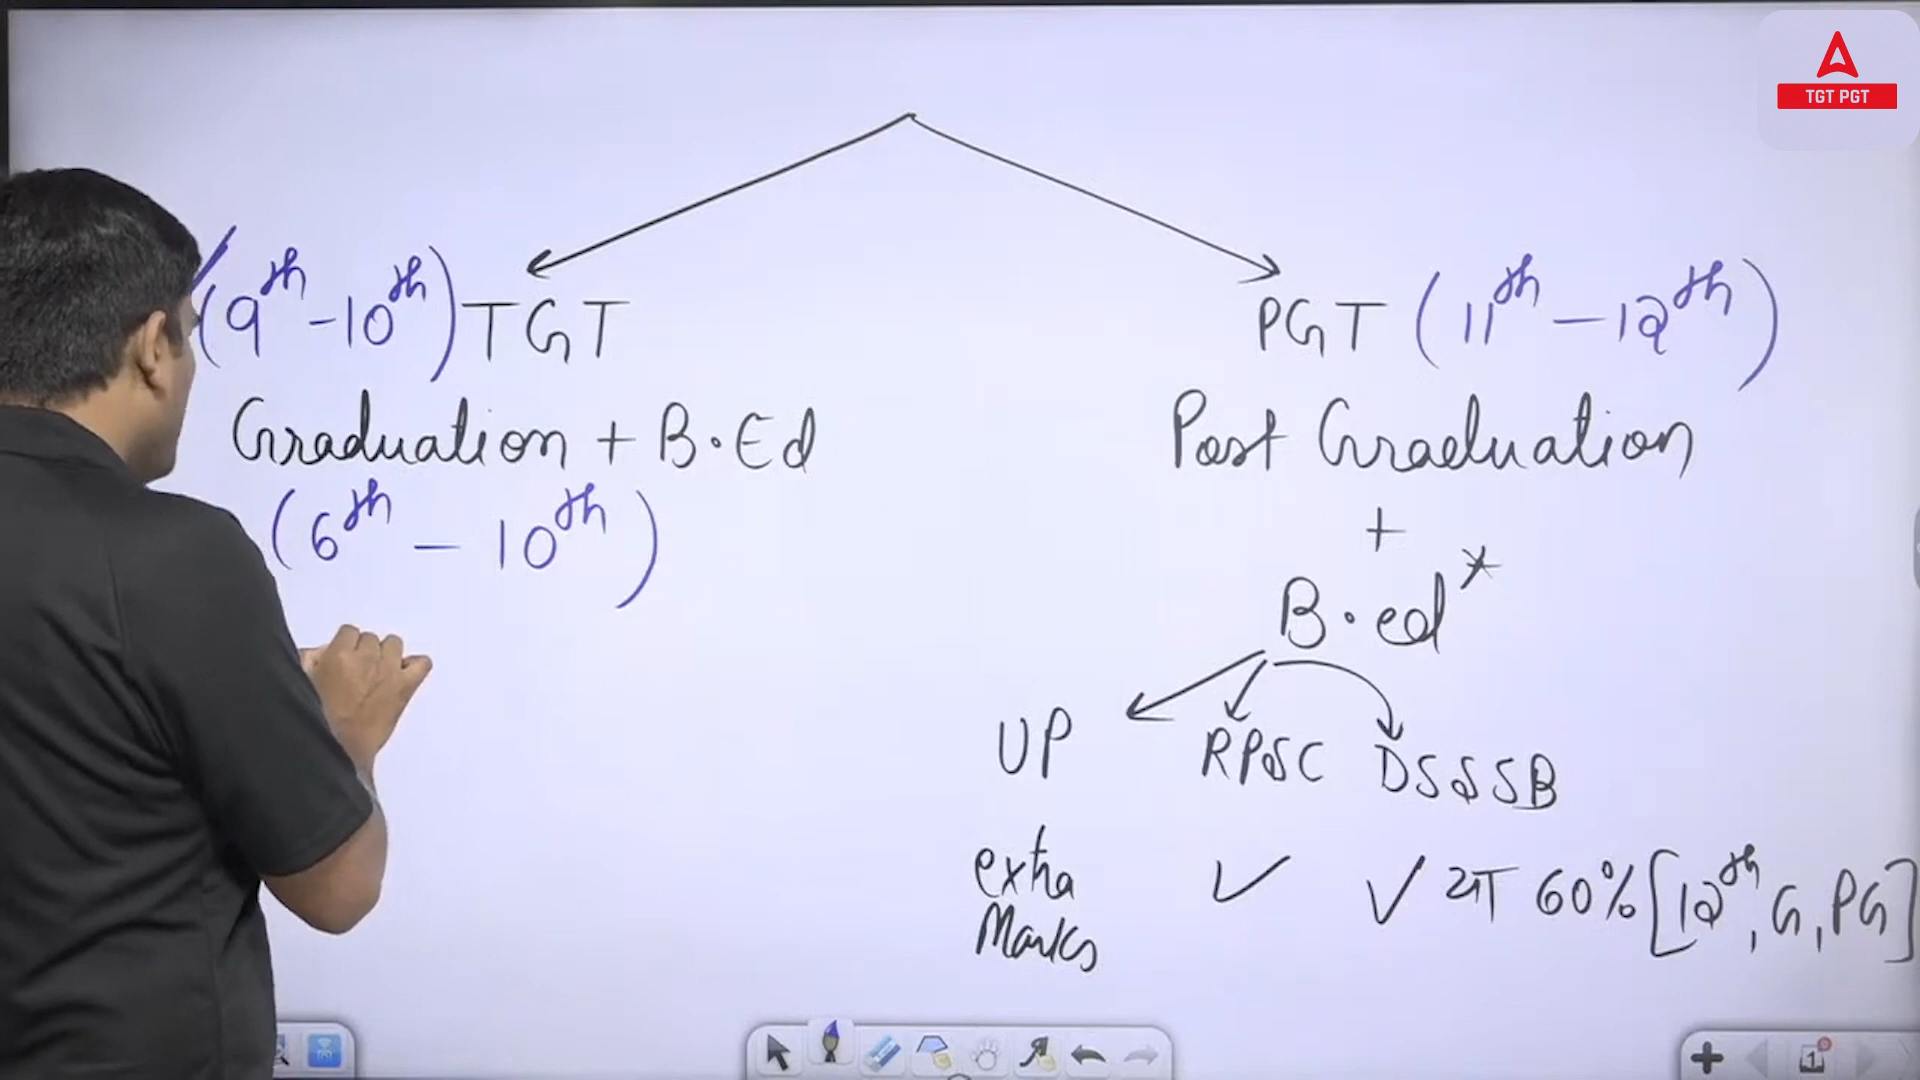 TGT PGT
(9th-10th) TGT
Graduation + B.Ed
(6th - 10th)
PGT (11th - 12th)
Post Graduation
+
B.ed*
UP RPSC DSSSB
extra
Marks
✓
✓ 60% [12th, G, PG]
1